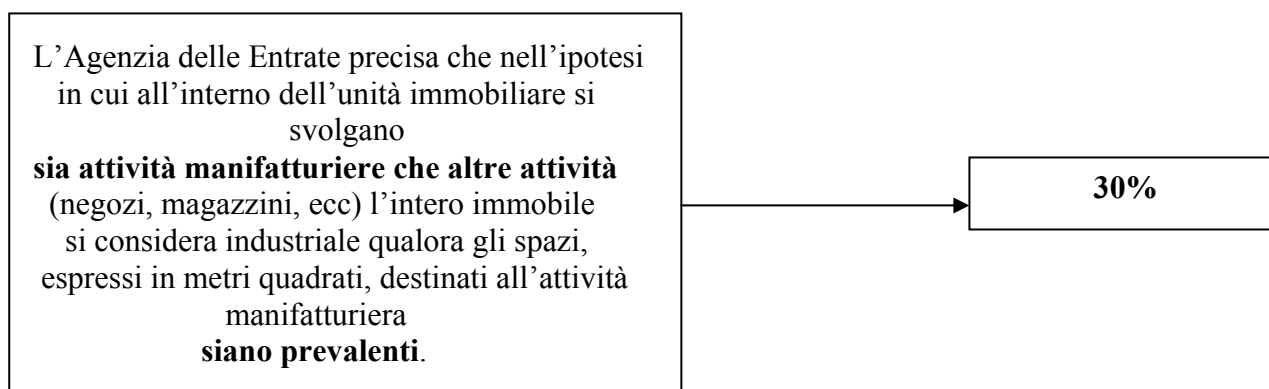 L’Agenzia delle Entrate precisa che nell’ipotesi
in cui all’interno dell’unità immobiliare si
svolgano
sia attività manifatturiere che altre attività
(negozi, magazzini, ecc) l’intero immobile
si considera industriale qualora gli spazi,
espressi in metri quadrati, destinati all’attività
manifatturiera
siano prevalenti.
30%